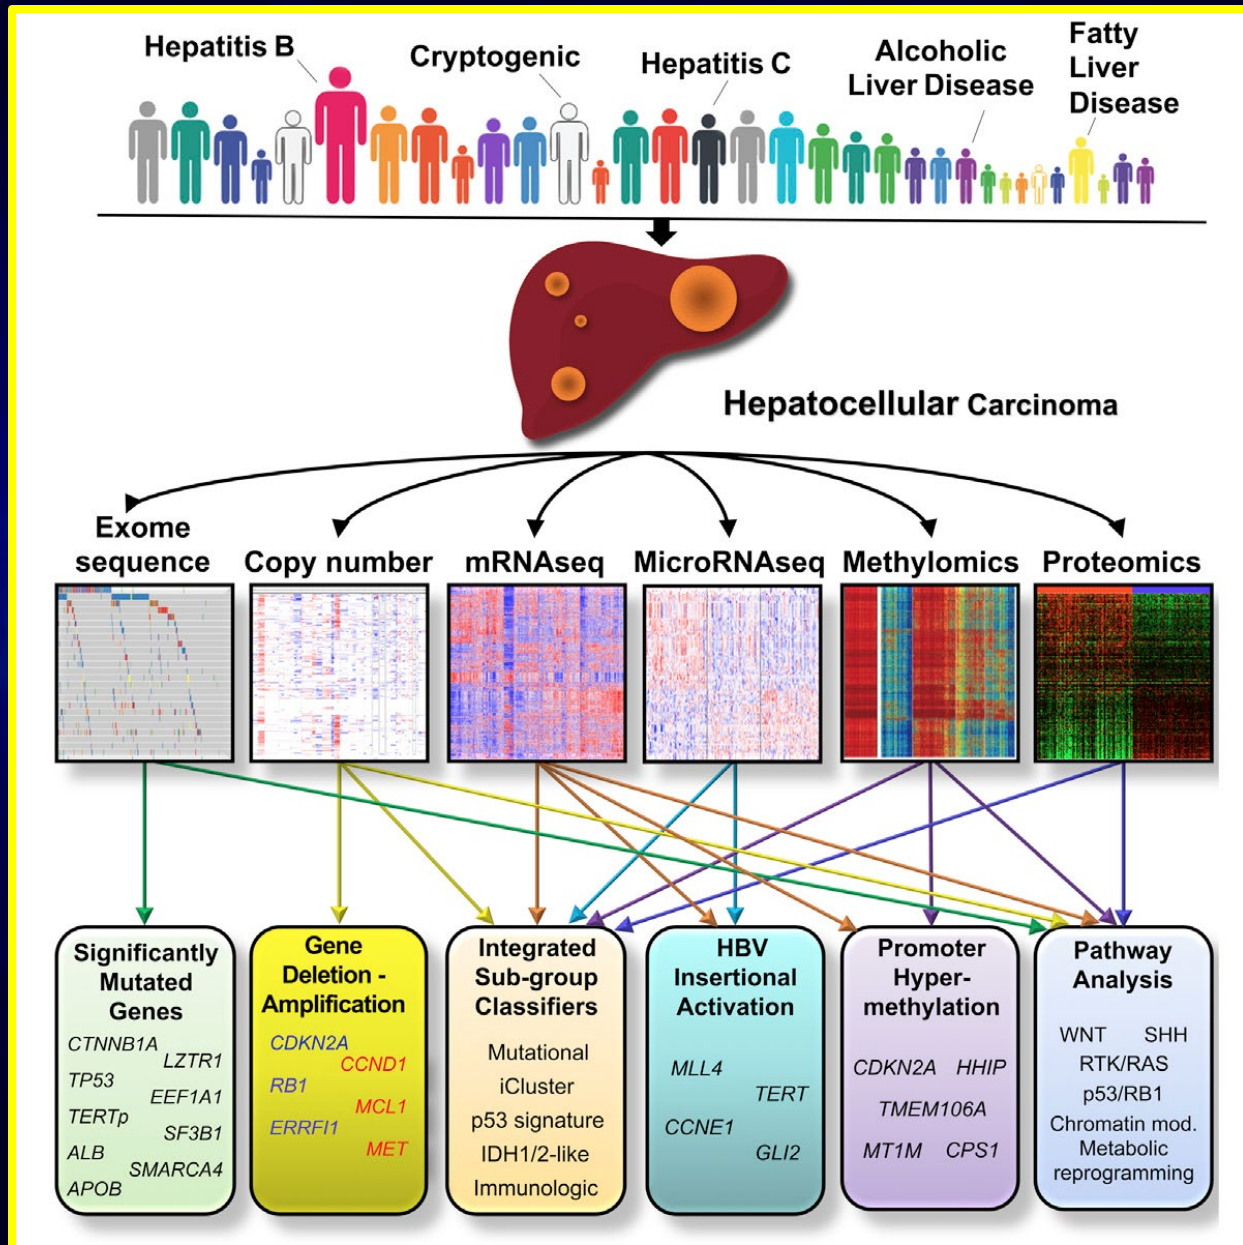 Hepatitis B
Cryptogenic
Hepatitis C
Alcoholic
Liver Disease
Fatty
Liver
Disease
Hepatocellular Carcinoma
Exome
sequence
Copy number
mRNAseq
MicroRNAseq
Methylomics
Proteomics
Significantly
Mutated
Genes
CTNNB1A
LZTR1
TP53
EEF1A1
TERTp
SF3B1
ALB
SMARCA4
APOB
Gene
Deletion -
Amplification
CDKN2A
CCND1
RB1
MCL1
ERRFI1
MET
Integrated
Sub-group
Classifiers
Mutational
iCluster
p53 signature
IDH1/2-like
Immunologic
HBV
Insertional
Activation
MLL4
TERT
CCNE1
GLI2
Promoter
Hyper-
methylation
CDKN2A HHIP
TMEM106A
MT1M CPS1
Pathway
Analysis
WNT SHH
RTK/RAS
p53/RB1
Chromatin mod.
Metabolic
reprogramming